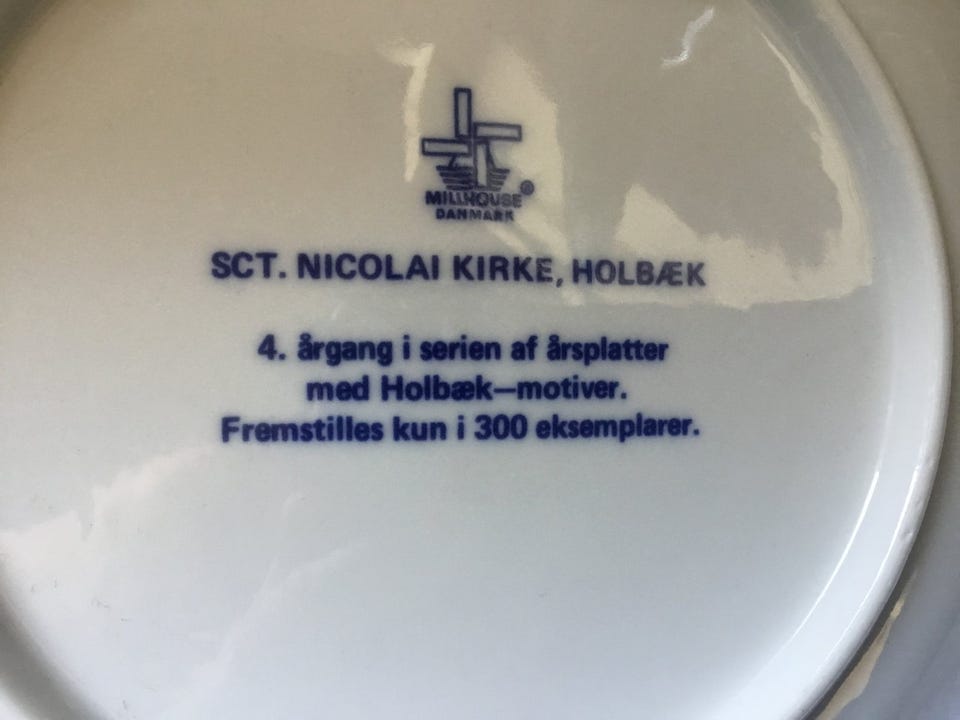 MILLHOUSE ®
DANMARK
SCT. NICOLAI KIRKE, HOLBÆK
4. årgang i serien af årsplatter
med Holbæk—motiver.
Fremstilles kun i 300 eksemplarer.